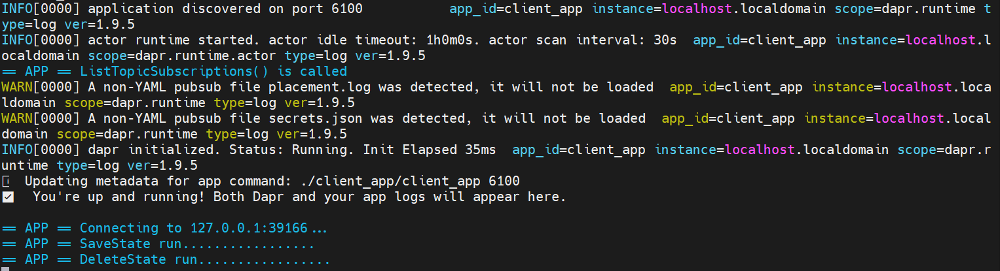 INFO[0000] application discovered on port 6100           app_id=client_app instance=localhost.localdomain scope=dapr.runtime t
ype=log ver=1.9.5
INFO[0000] actor runtime started. actor idle timeout: 1h0m0s. actor scan interval: 30s  app_id=client_app instance=localhost.l
ocaldomain scope=dapr.runtime.actor type=log ver=1.9.5
== APP == ListTopicSubscriptions() is called
WARN[0000] A non-YAML pubsub file placement.log was detected, it will not be loaded  app_id=client_app instance=localhost.loca
ldomain scope=dapr.runtime type=log ver=1.9.5
WARN[0000] A non-YAML pubsub file secrets.json was detected, it will not be loaded  app_id=client_app instance=localhost.local
domain scope=dapr.runtime type=log ver=1.9.5
INFO[0000] dapr initialized. Status: Running. Init Elapsed 35ms  app_id=client_app instance=localhost.localdomain scope=dapr.r
untime type=log ver=1.9.5
ℹ️  Updating metadata for app command: ./client_app/client_app 6100
✅  You're up and running! Both Dapr and your app logs will appear here.
== APP == Connecting to 127.0.0.1:39166...
== APP == SaveState run.................
== APP == DeleteState run.................